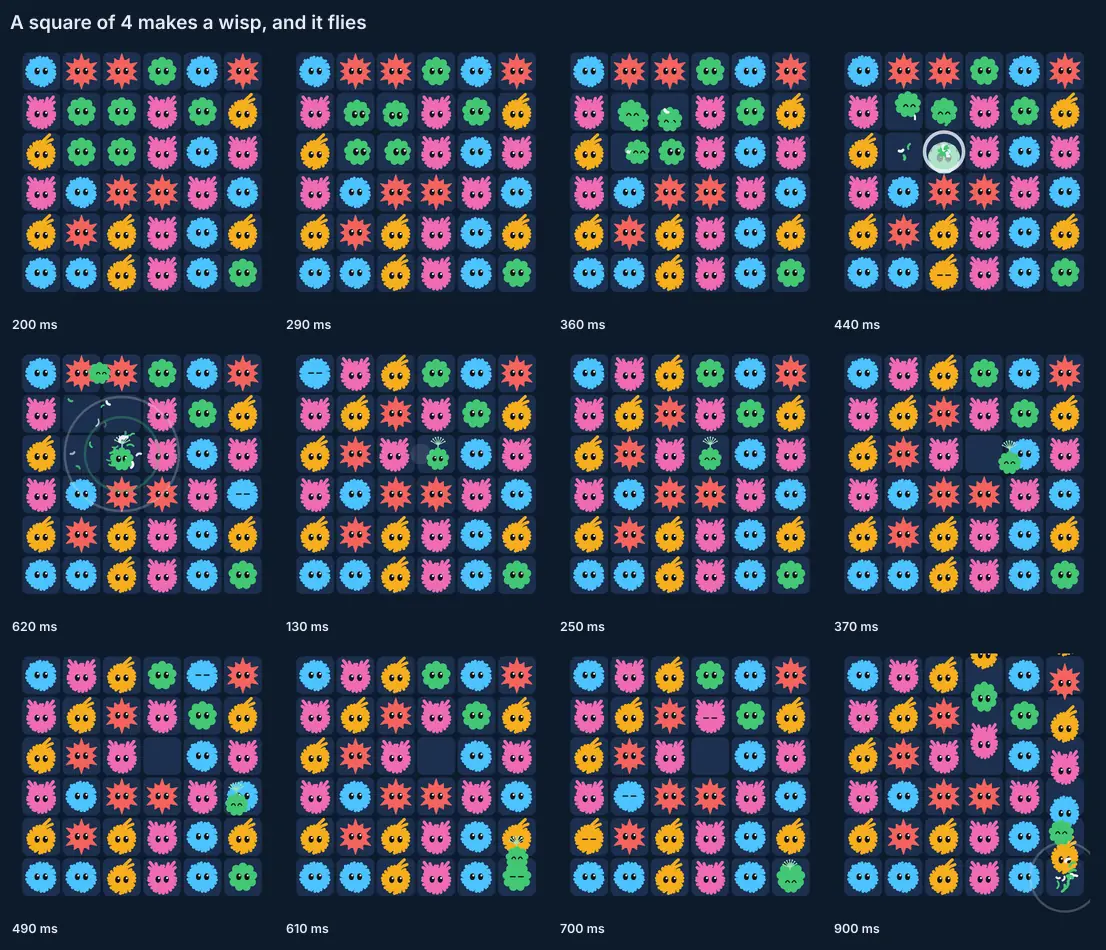 A square of 4 makes a wisp, and it flies
200 ms
290 ms
360 ms
440 ms
620 ms
130 ms
250 ms
370 ms
490 ms
610 ms
700 ms
900 ms